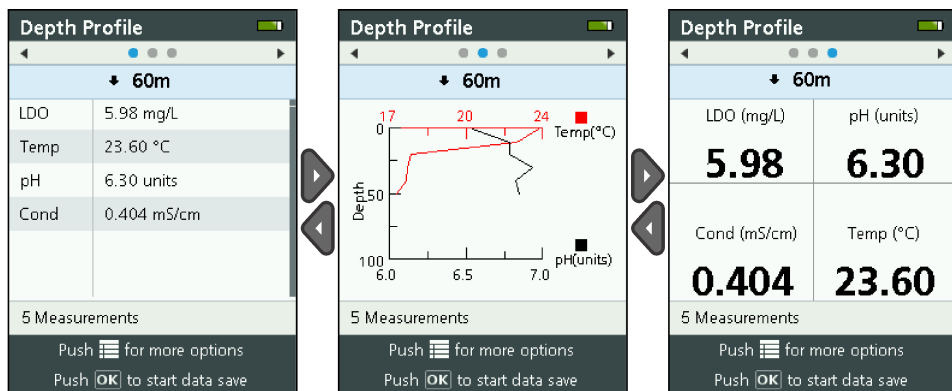 Depth Profile
60m
LDO 5.98 mg/L
Temp 23.60 °C
pH 6.30 units
Cond 0.404 mS/cm
5 Measurements
Push for more options
Push OK to start data save
Depth Profile
60m
17 20 24
Temp(°C)
0
50
100
Depth
6.0 6.5 7.0
pH(units)
5 Measurements
Push for more options
Push OK to start data save
Depth Profile
60m
LDO (mg/L) pH (units)
5.98 6.30
Cond (mS/cm) Temp (°C)
0.404 23.60
5 Measurements
Push for more options
Push OK to start data save